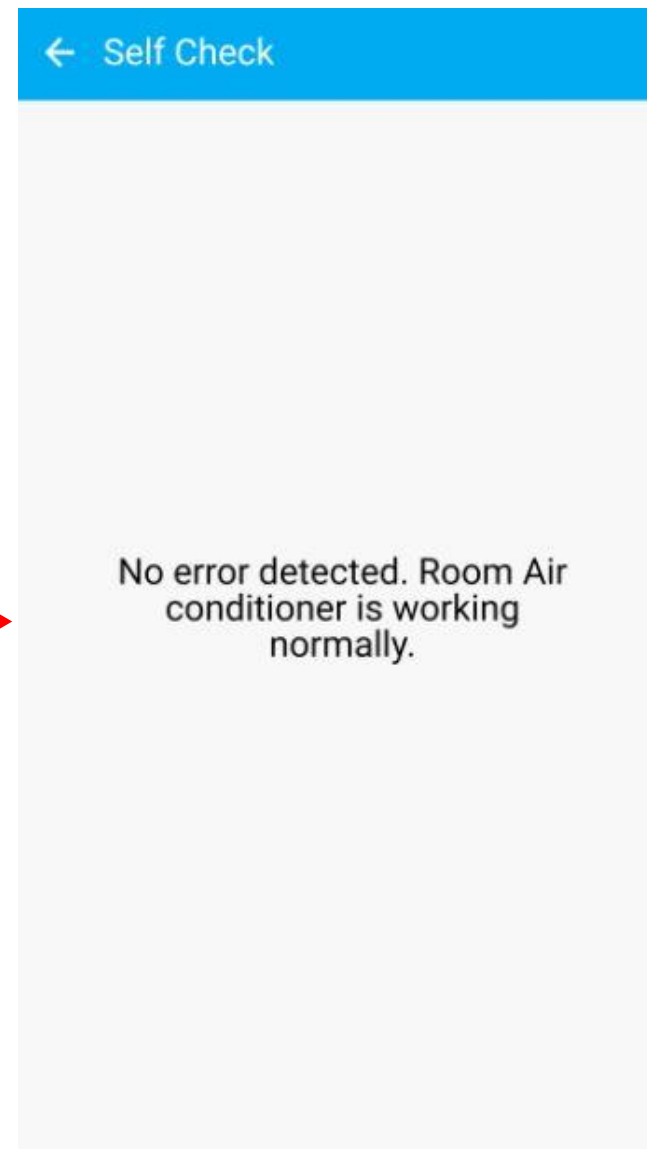 Self Check
No error detected. Room Air
conditioner is working
normally.